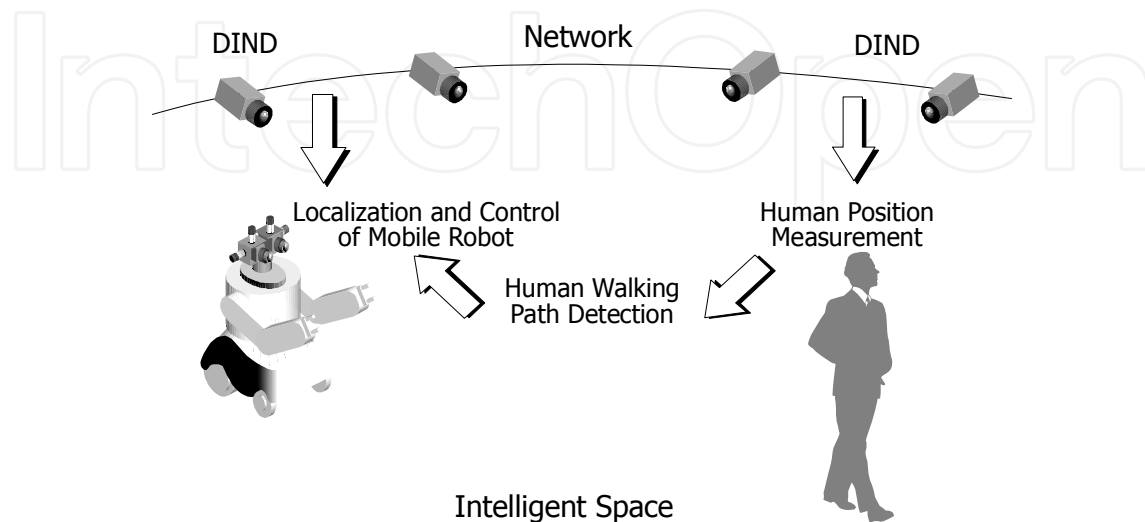 IntechOpen
DIND
Network
DIND
Localization and Control
of Mobile Robot
Human Position
Measurement
Human Walking
Path Detection
Intelligent Space